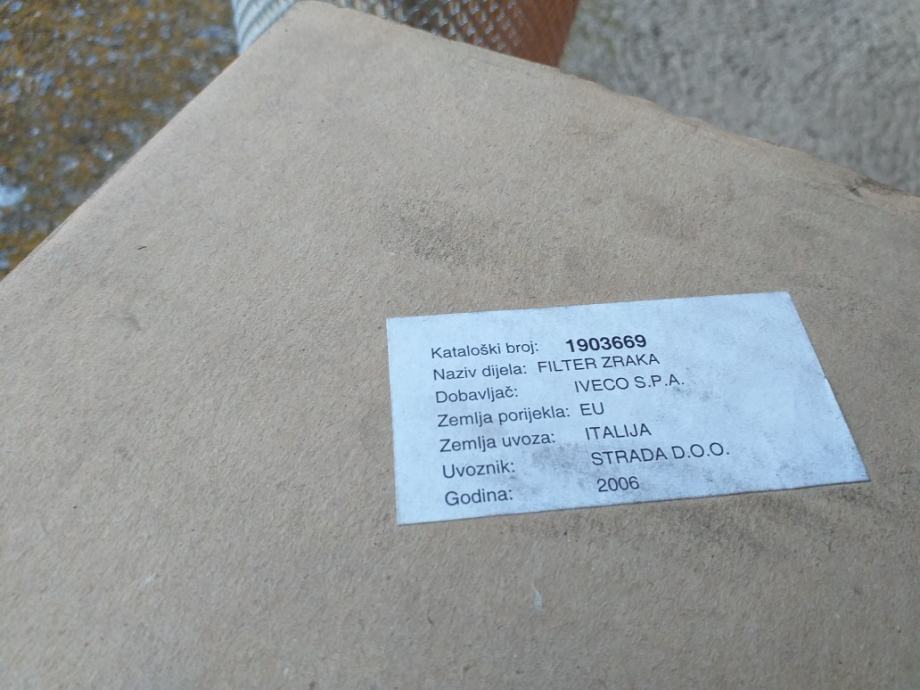 Kataloški broj: 1903669
Naziv dijela: FILTER ZRAKA
Dobavljač: IVECO S.P.A.
Zemlja porijekla: EU
Zemlja uvoza: ITALIJA
Uvoznik: STRADA D.O.O.
Godina: 2006